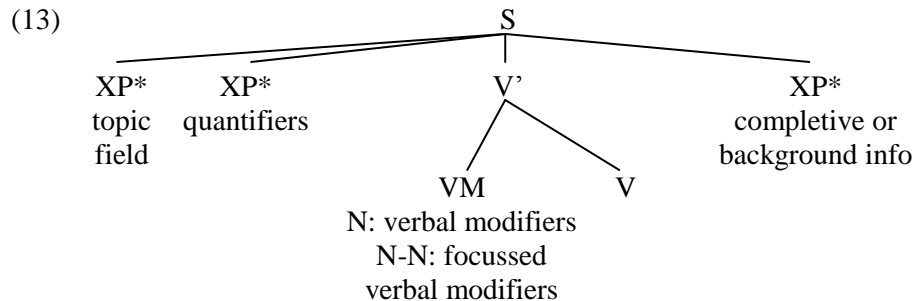 (13) S
XP* XP* V’ XP*
topic quantifiers completive or
field background info
VM V
N: verbal modifiers
N-N: focussed
verbal modifiers